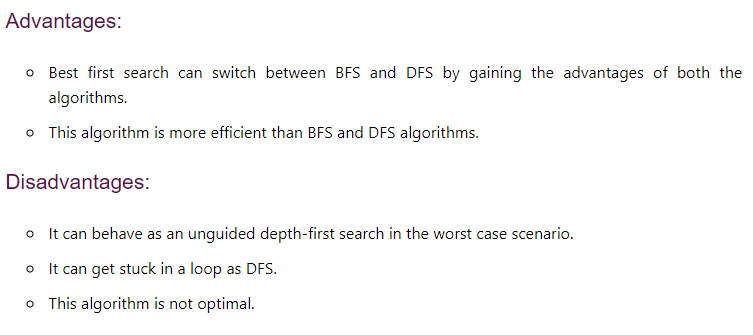 Advantages:
Best first search can switch between BFS and DFS by gaining the advantages of both the
algorithms.
This algorithm is more efficient than BFS and DFS algorithms.
Disadvantages:
It can behave as an unguided depth-first search in the worst case scenario.
It can get stuck in a loop as DFS.
This algorithm is not optimal.